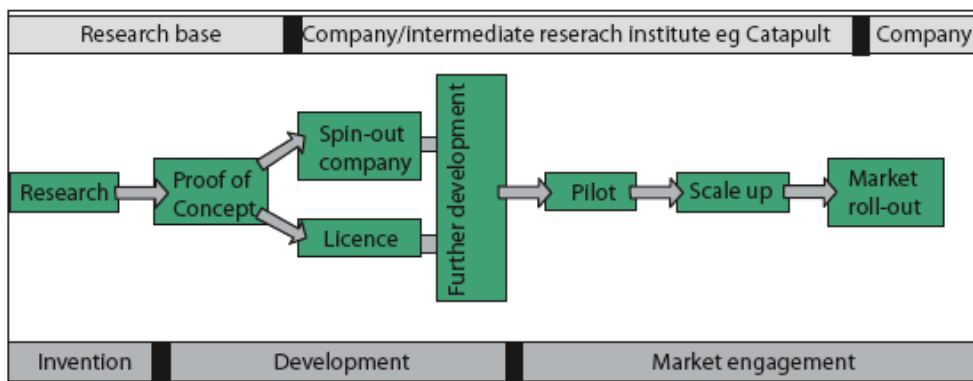 Research base
Company/intermediate reserach institute eg Catapult
Company
Research
Proof of
Concept
Spin-out
company
Licence
Further development
Pilot
Scale up
Market
roll-out
Invention
Development
Market engagement